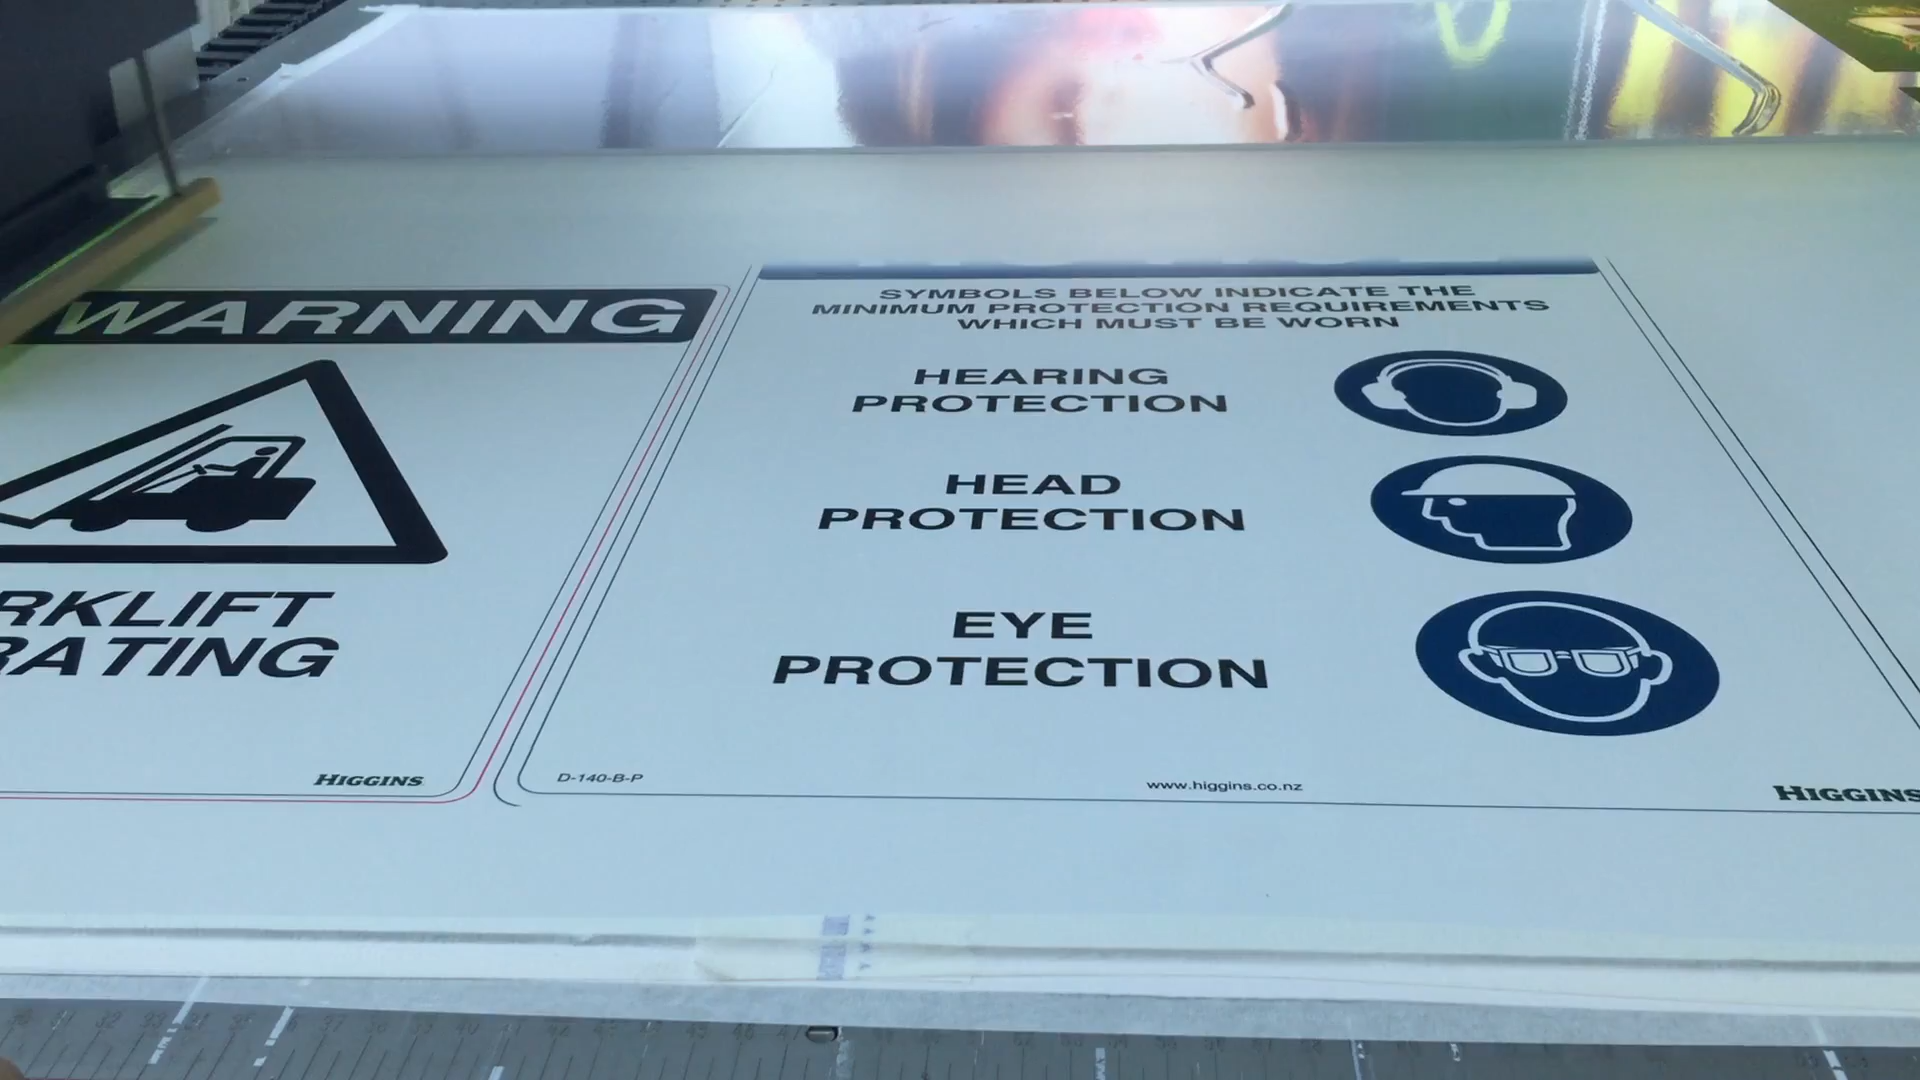 WARNING
RKLIFT
RATING
HIGGINS
SYMBOLS BELOW INDICATE THE
MINIMUM PROTECTION REQUIREMENTS
WHICH MUST BE WORN
HEARING
PROTECTION
HEAD
PROTECTION
EYE
PROTECTION
D-140-B-P
www.higgins.co.nz
HIGGINS